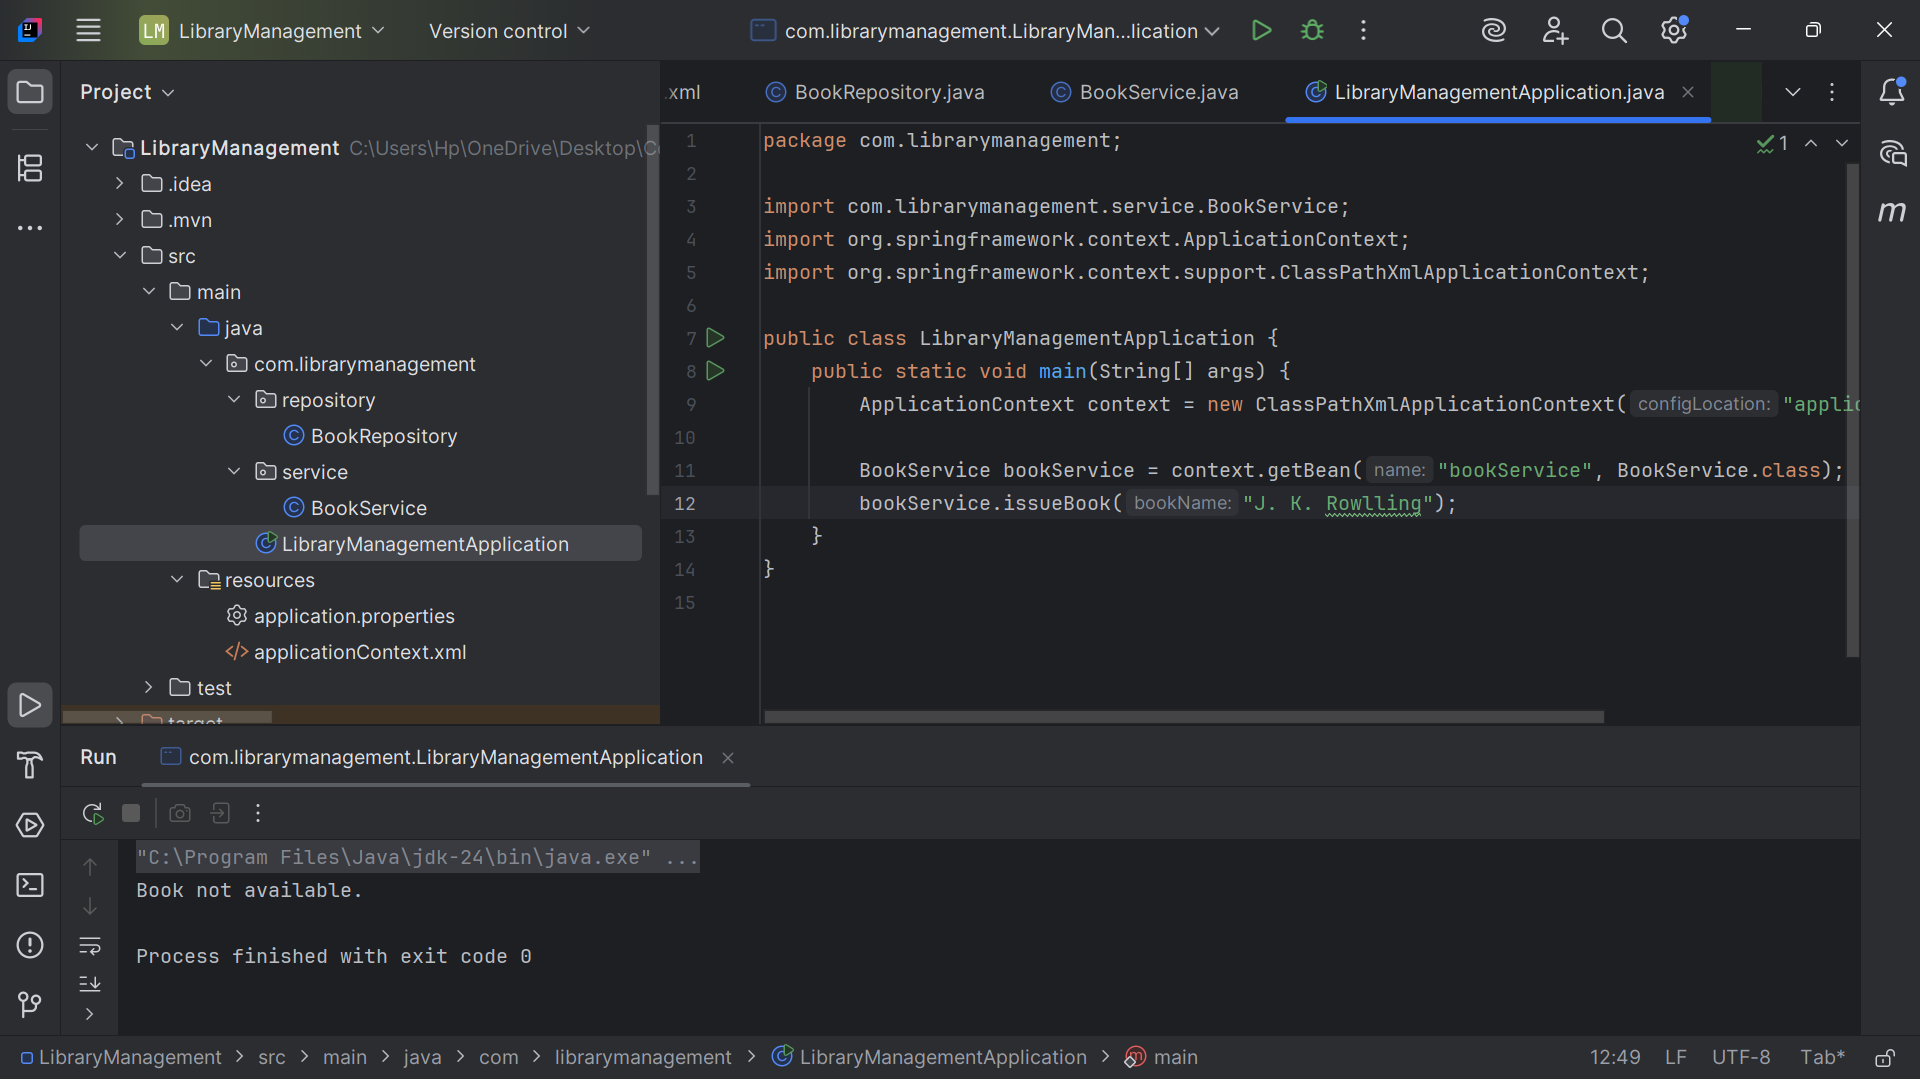 LM LibraryManagement Version control com.librarymanagement.LibraryMan...lication
Project
LibraryManagement C:\Users\Hp\OneDrive\Desktop\C
.idea
.mvn
src
main
java
com.librarymanagement
repository
BookRepository
service
BookService
LibraryManagementApplication
resources
application.properties
applicationContext.xml
test
target
.xml BookRepository.java BookService.java LibraryManagementApplication.java
1 package com.librarymanagement;
1
2
3 import com.librarymanagement.service.BookService;
4 import org.springframework.context.ApplicationContext;
5 import org.springframework.context.support.ClassPathXmlApplicationContext;
6
7 public class LibraryManagementApplication {
8 public static void main(String[] args) {
9 ApplicationContext context = new ClassPathXmlApplicationContext( configLocation: "applic
10
11 BookService bookService = context.getBean( name: "bookService", BookService.class);
12 bookService.issueBook( bookName: "J. K. Rowlling");
13 }
14 }
15
m
Run com.librarymanagement.LibraryManagementApplication
"C:\Program Files\Java\jdk-24\bin\java.exe" ...
Book not available.
Process finished with exit code 0
LibraryManagement > src > main > java > com > librarymanagement > LibraryManagementApplication > main 12:49 LF UTF-8 Tab*